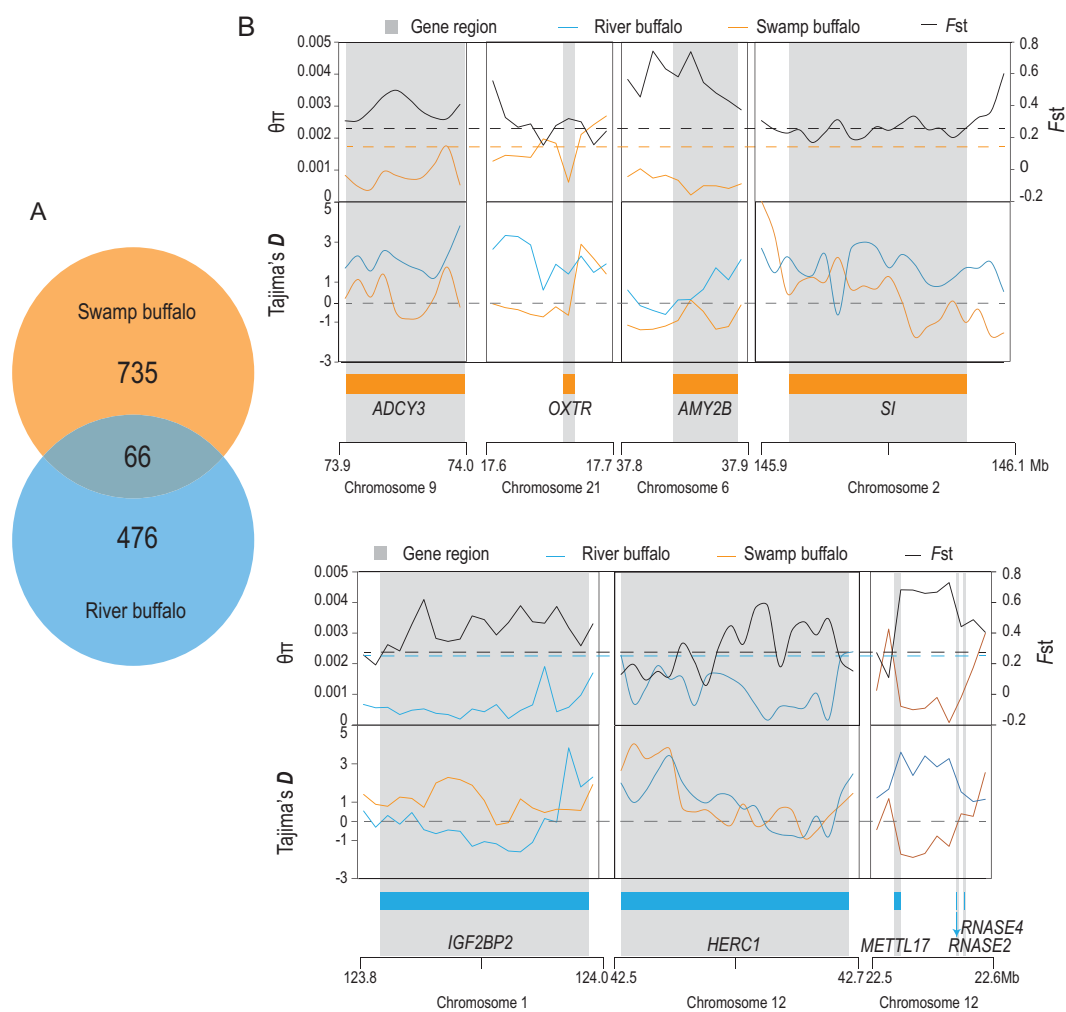 A
Swamp buffalo
735
66
476
River buffalo
B
Gene region River buffalo Swamp buffalo Fst
0.005
0.004
0.003
0.002
0.001
0
θπ
0.8
0.6
0.4
0.2
0
-0.2
Fst
5
3
1
0
-1
-3
Tajima's D
ADCY3 OXTR AMY2B SI
73.9 74.0 17.6 17.7 37.8 37.9 145.9 146.1 Mb
Chromosome 9 Chromosome 21 Chromosome 6 Chromosome 2
Gene region River buffalo Swamp buffalo Fst
0.005
0.004
0.003
0.002
0.001
0
θπ
0.8
0.6
0.4
0.2
0
-0.2
Fst
5
3
1
0
-1
-3
Tajima's D
IGF2BP2 HERC1 METTL17 RNASE4
RNASE2
123.8 124.0 42.5 42.7 22.5 22.6Mb
Chromosome 1 Chromosome 12 Chromosome 12